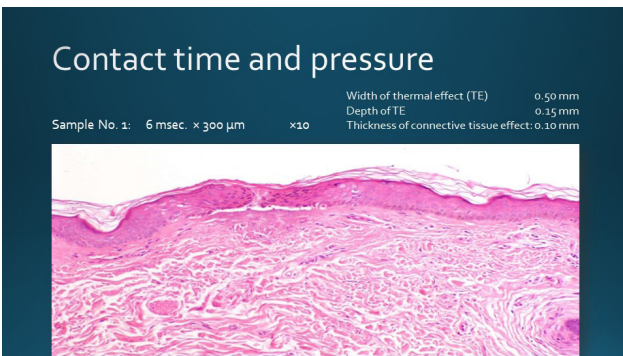 Contact time and pressure
Width of thermal effect (TE) 0.50 mm
Depth of TE 0.15 mm
Sample No. 1: 6 msec. × 300 µm ×10
Thickness of connective tissue effect: 0.10 mm